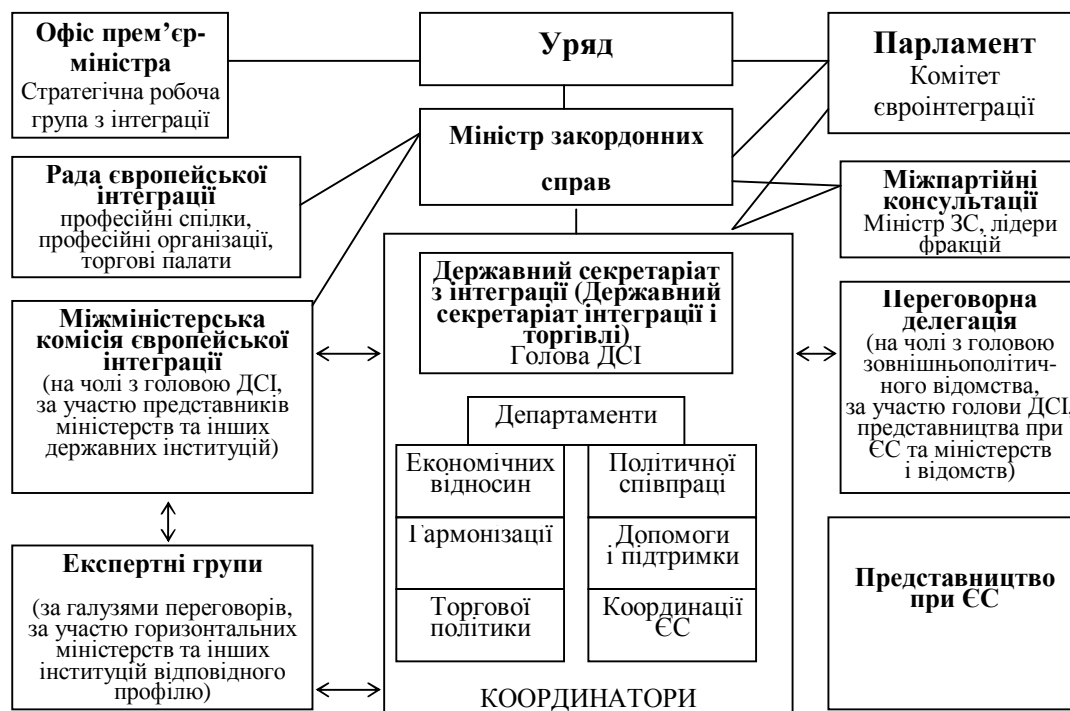 Офіс прем’єр-
міністра
Стратегічна робоча
група з інтеграції
Уряд
Парламент
Комітет
євроінтеграції
Міністр закордонних
справ
Рада європейської
інтеграції
професійні спілки,
професійні організації,
торгові палати
Міжпартійні
консультації
Міністр ЗС, лідери
фракцій
Державний секретаріат
з інтеграції (Державний
секретаріат інтеграції і
торгівлі)
Голова ДСІ
Міжміністерська
комісія європейської
інтеграції
(на чолі з головою ДСІ,
за участю представників
міністерств та інших
державних інституцій)
Переговорна
делегація
(на чолі з головою
зовнішньополітич-
ного відомства,
за участю голови ДСІ,
представництва при
ЄС та міністерств
і відомств)
Департаменти
Економічних
відносин
Політичної
співпраці
Гармонізації
Допомоги
і підтримки
Торгової
політики
Координації
ЄС
Експертні групи
(за галузями переговорів,
за участю горизонтальних
міністерств та інших
інституцій відповідного
профілю)
Представництво
при ЄС
КООРДИНАТОРИ